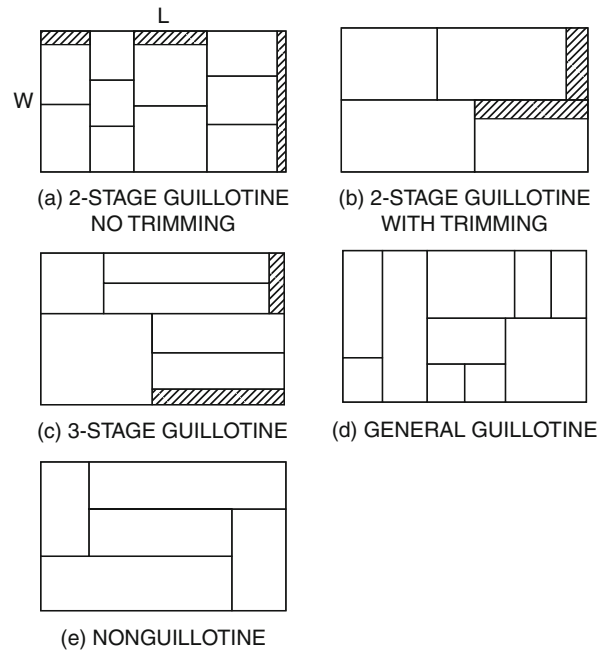 L
W
(a) 2-STAGE GUILLOTINE
NO TRIMMING
(b) 2-STAGE GUILLOTINE
WITH TRIMMING
(c) 3-STAGE GUILLOTINE
(d) GENERAL GUILLOTINE
(e) NONGUILLOTINE